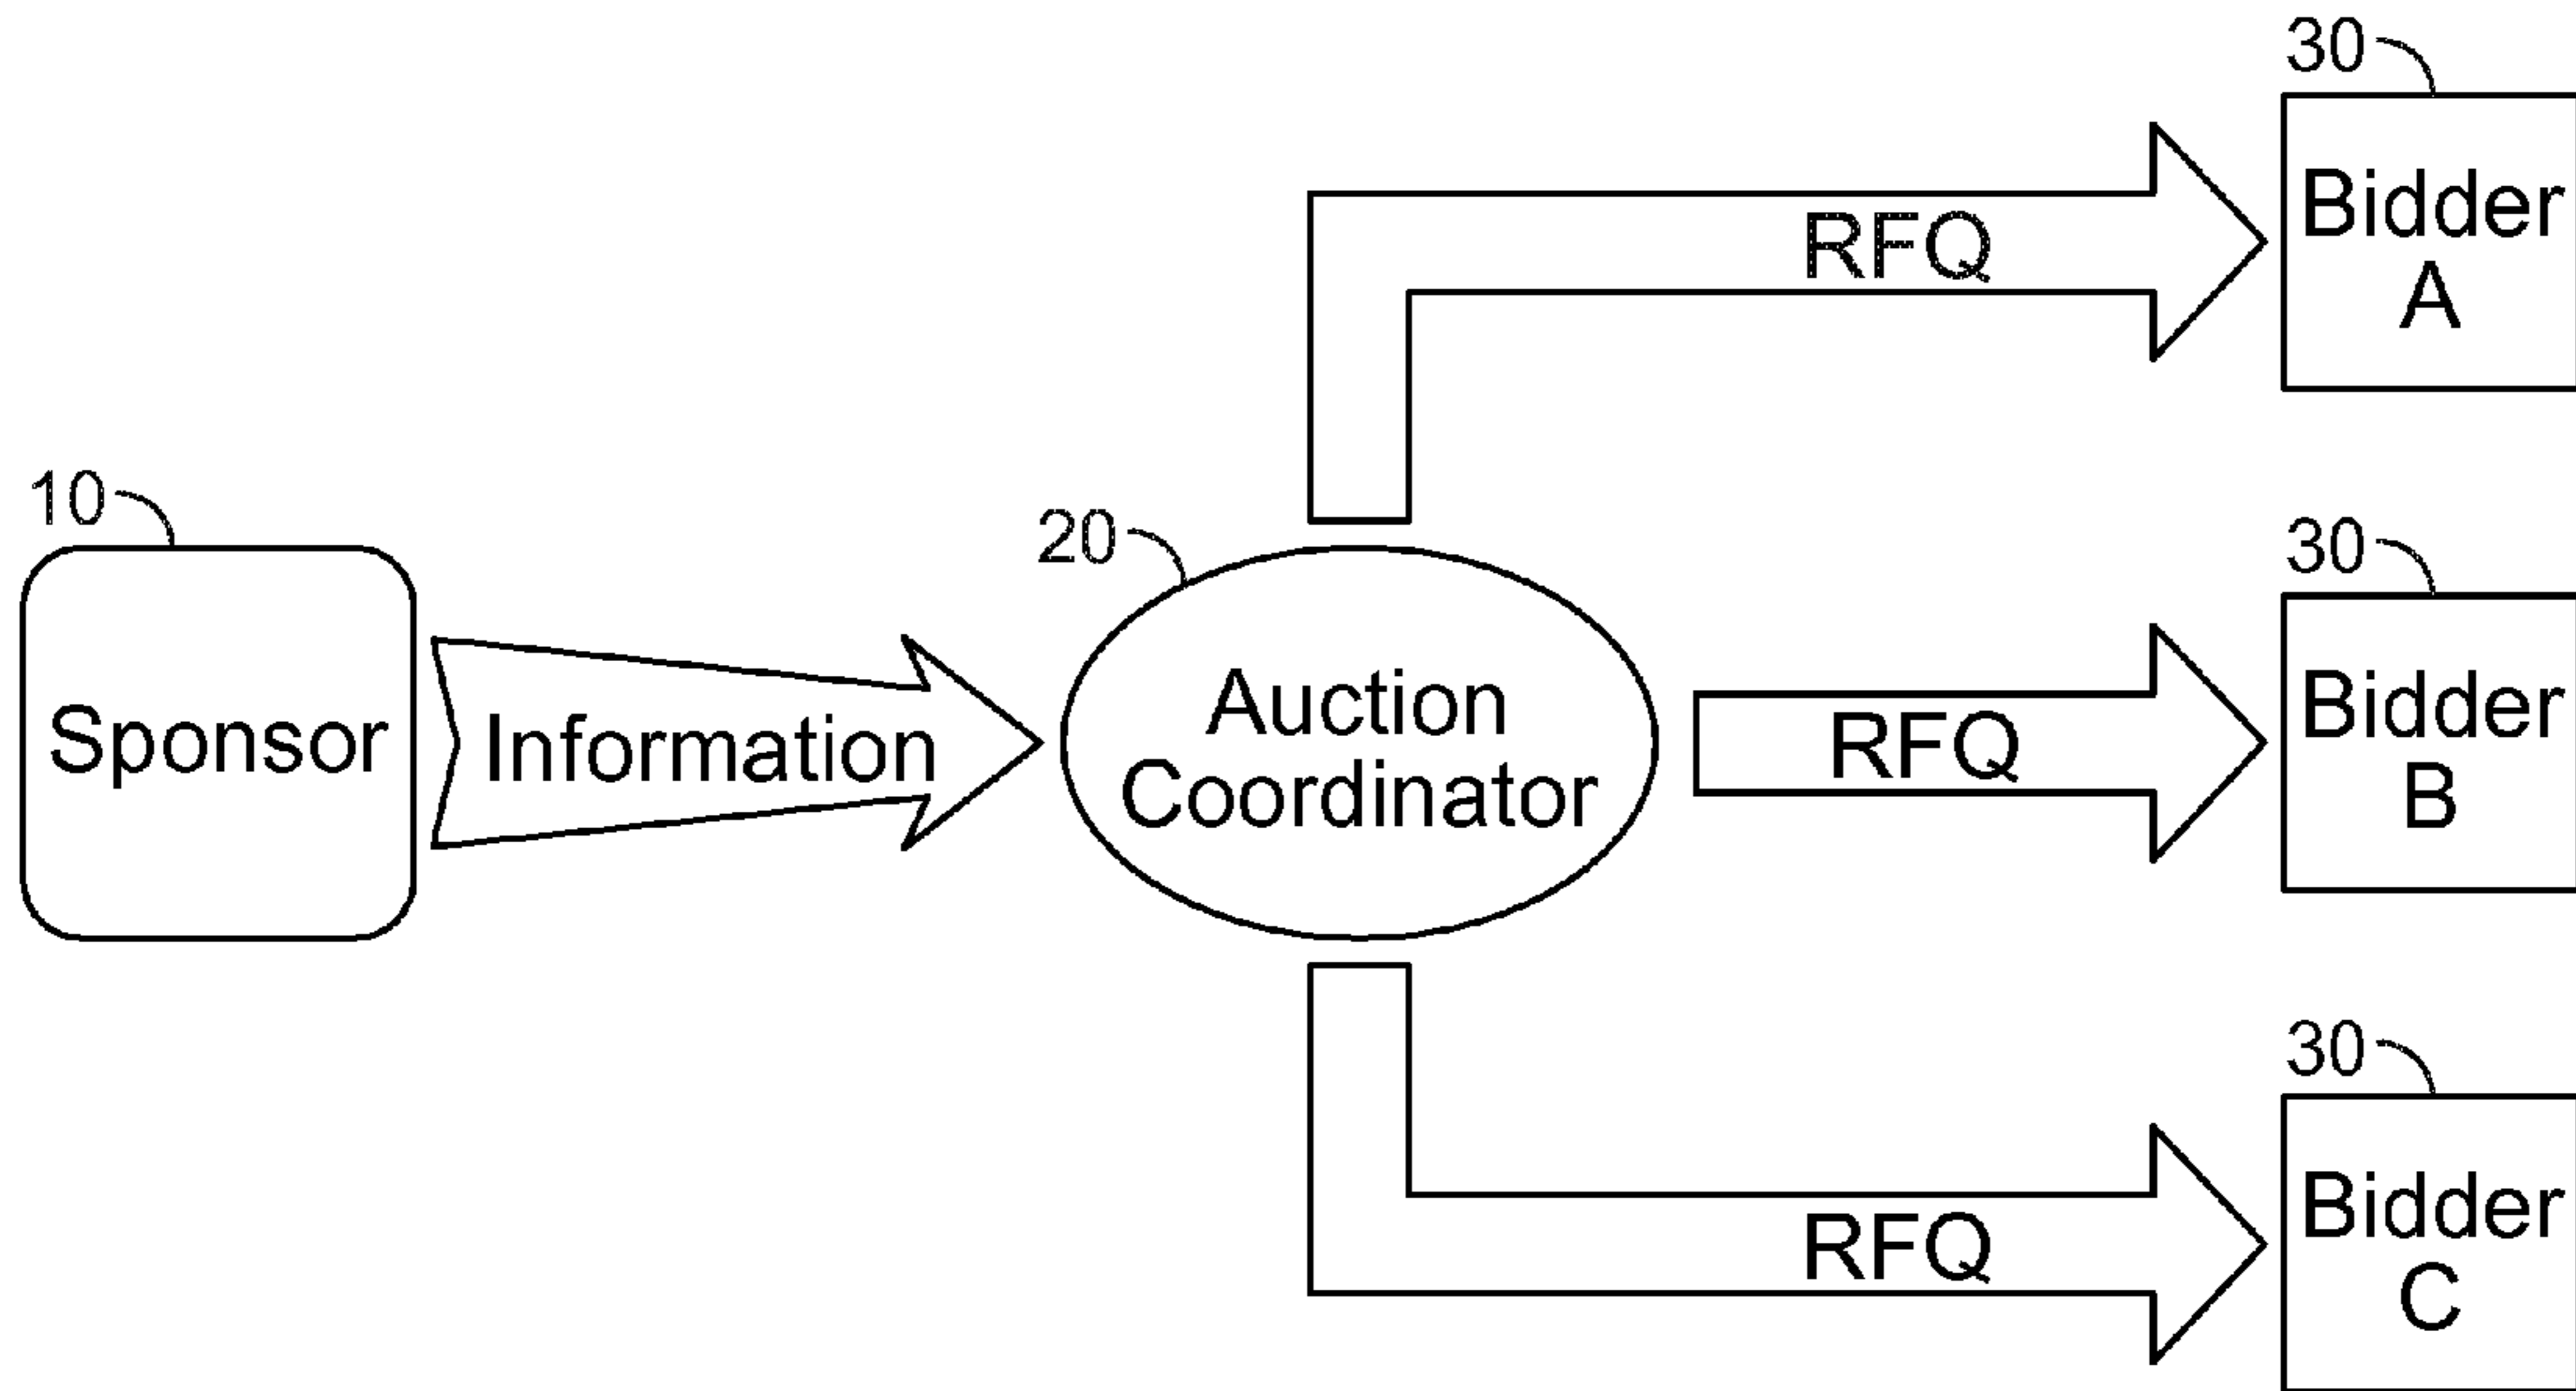 30
Bidder
A
RFQ
10
Sponsor
Information
20
Auction
Coordinator
RFQ
30
Bidder
B
RFQ
30
Bidder
C